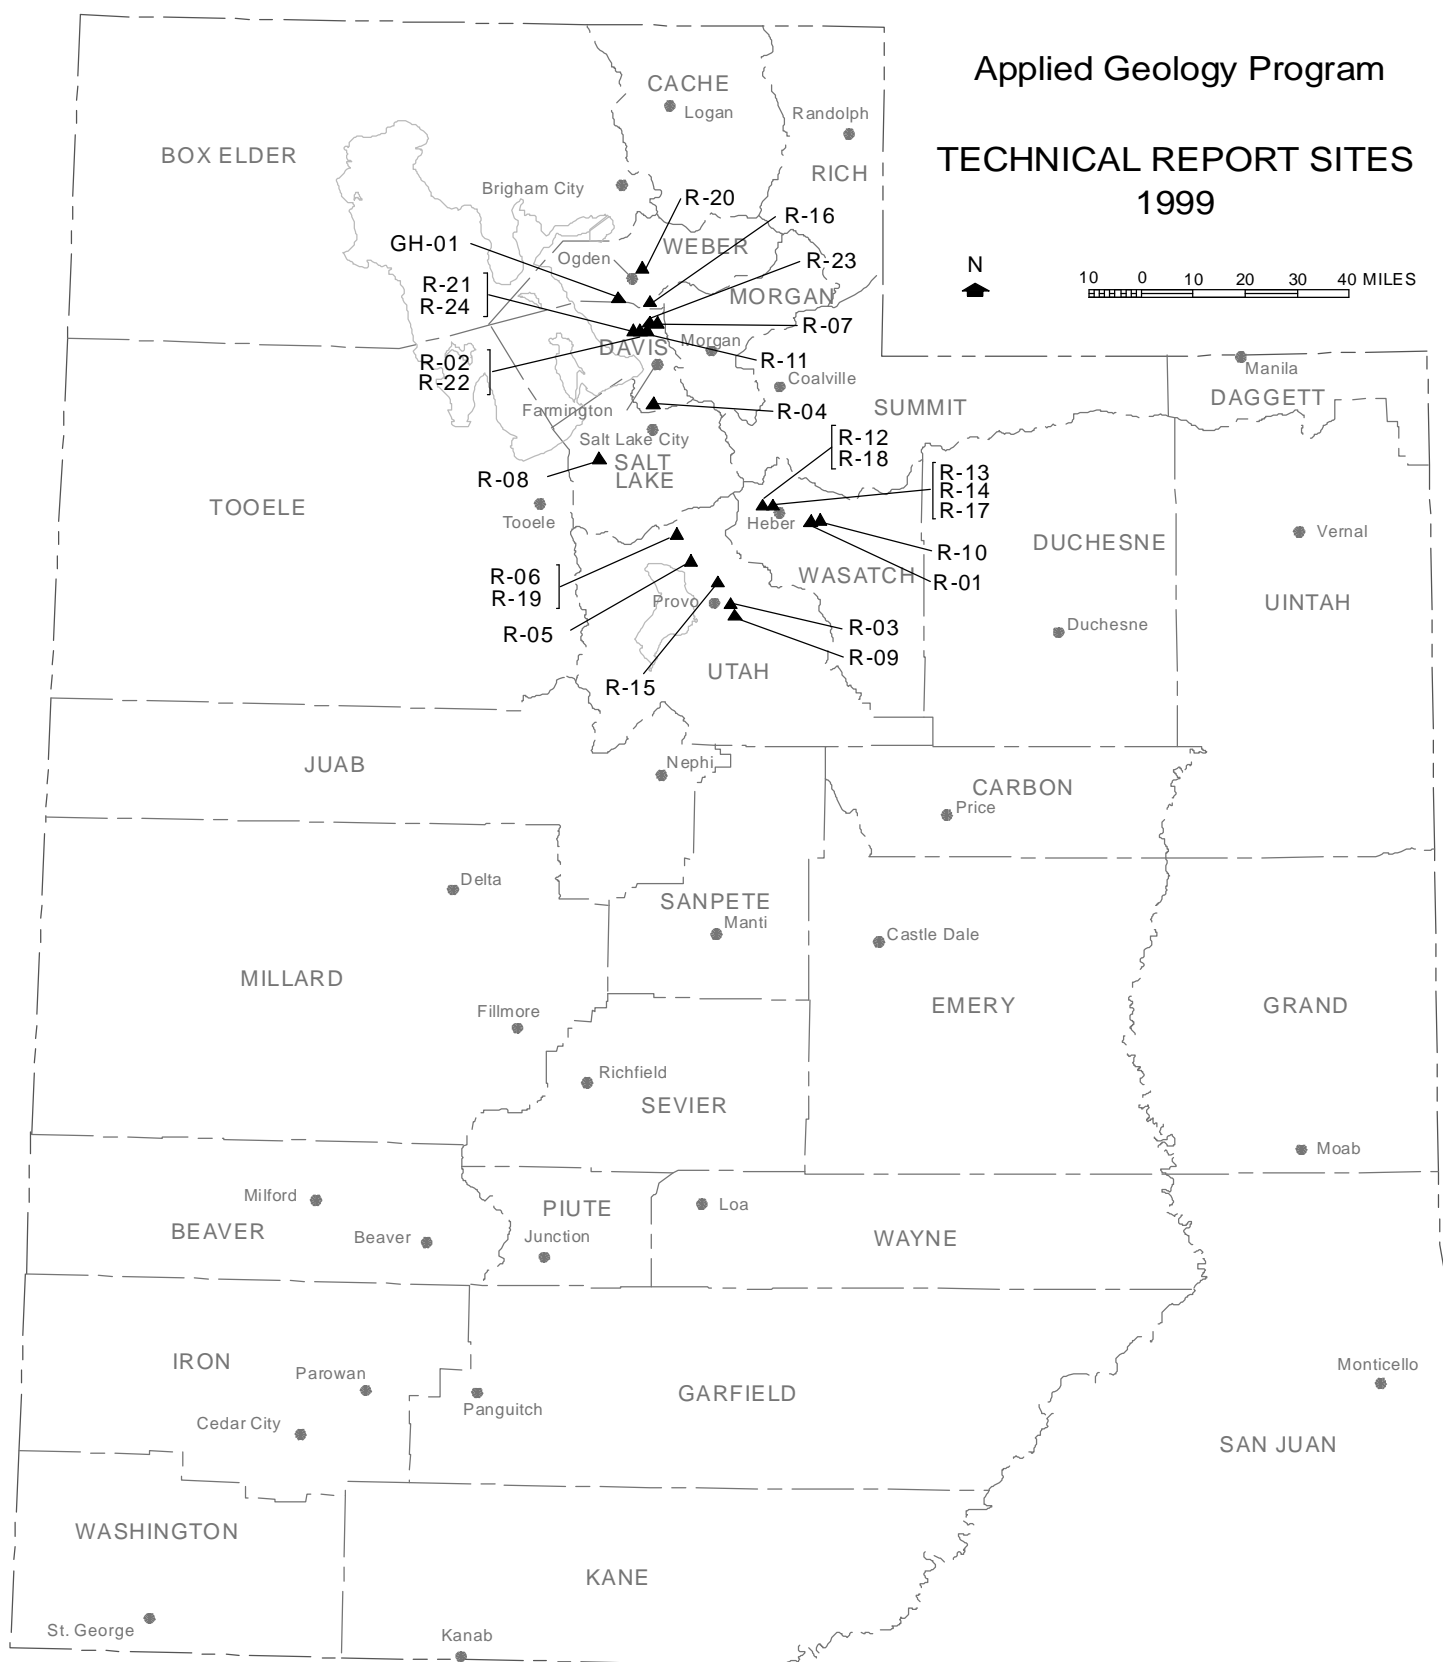 Applied Geology Program
TECHNICAL REPORT SITES
1999
N
10 0 10 20 30 40 MILES
CACHE
Logan
Randolph
RICH
BOX ELDER
Brigham City
R-20
R-16
GH-01
WEBER
Ogden
R-23
R-21
R-24
MORGAN
R-07
DAVIS
Morgan
R-02
R-22
R-11
Coalville
Manila
DAGGETT
Farmington
R-04
SUMMIT
Salt Lake City
R-12
R-18
SALT
LAKE
R-08
R-13
R-14
R-17
TOOELE
Tooele
Heber
Vernal
DUCHESNE
R-10
R-06
R-19
WASATCH
R-01
Provo
UINTAH
R-05
R-03
Duchesne
R-09
UTAH
R-15
JUAB
Nephi
CARBON
Price
Delta
SANPETE
Manti
Castle Dale
MILLARD
EMERY
GRAND
Fillmore
Richfield
SEVIER
Moab
Milford
PIUTE
Loa
BEAVER
Beaver
Junction
WAYNE
IRON
Parowan
Monticello
Panguitch
GARFIELD
Cedar City
SAN JUAN
WASHINGTON
KANE
St. George
Kanab